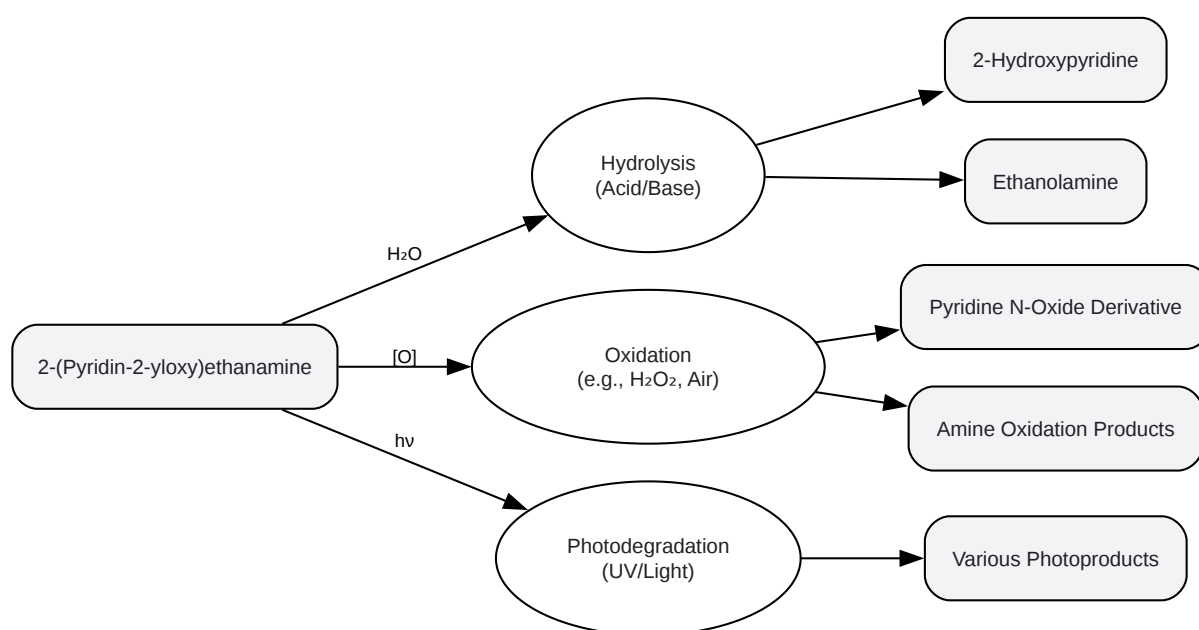 2-Hydroxypyridine
Hydrolysis
(Acid/Base)
Ethanolamine
H₂O
Pyridine N-Oxide Derivative
2-(Pyridin-2-yloxy)ethanamine
[O]
Oxidation
(e.g., H₂O₂, Air)
Amine Oxidation Products
hν
Photodegradation
(UV/Light)
Various Photoproducts